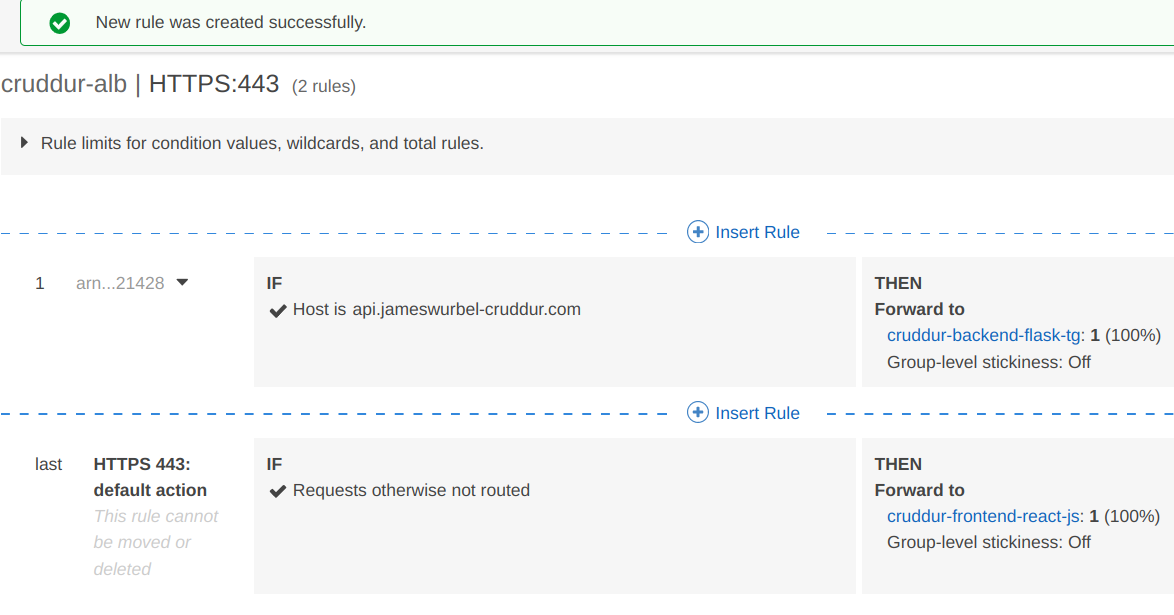 New rule was created successfully.
cruddur-alb | HTTPS:443 (2 rules)
Rule limits for condition values, wildcards, and total rules.
Insert Rule
1 arn...21428
IF
Host is api.jameswurbel-cruddur.com
THEN
Forward to
cruddur-backend-flask-tg: 1 (100%)
Group-level stickiness: Off
Insert Rule
last
HTTPS 443:
default action
This rule cannot
be moved or
deleted
IF
Requests otherwise not routed
THEN
Forward to
cruddur-frontend-react-js: 1 (100%)
Group-level stickiness: Off